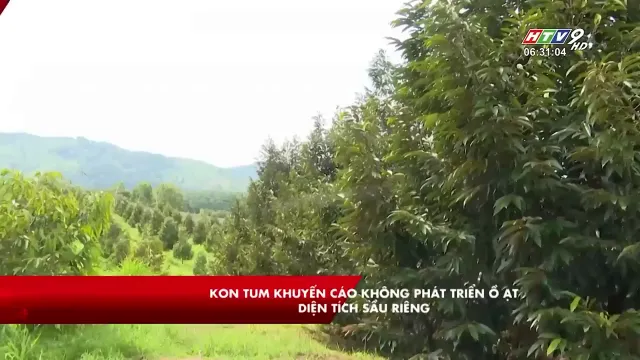 HTV9 HD
06:31:04
KON TUM KHUYẾN CÁO KHÔNG PHÁT TRIỂN Ồ ẠT
DIỆN TÍCH SẦU RIÊNG